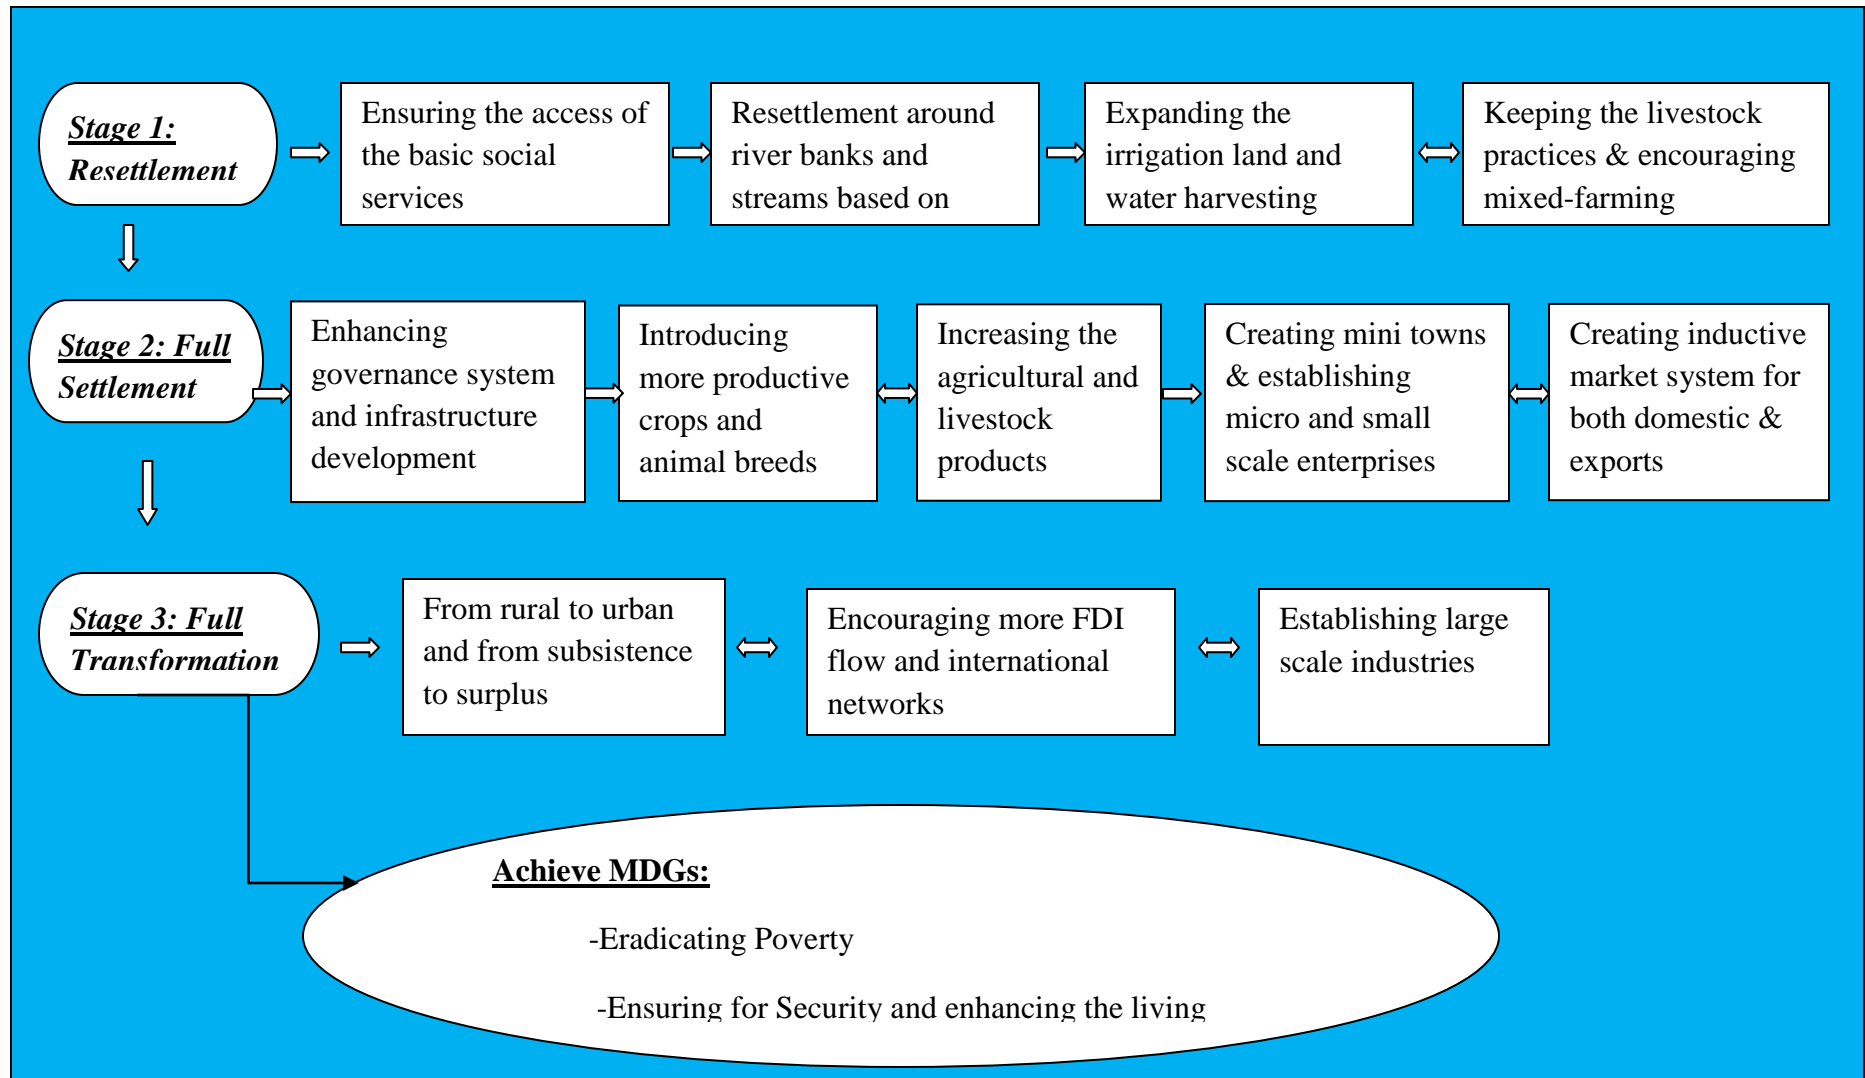 Stage 1:
Resettlement
Ensuring the access of
the basic social
services
Resettlement around
river banks and
streams based on
Expanding the
irrigation land and
water harvesting
Keeping the livestock
practices & encouraging
mixed-farming
Stage 2: Full
Settlement
Enhancing
governance system
and infrastructure
development
Introducing
more productive
crops and
animal breeds
Increasing the
agricultural and
livestock
products
Creating mini towns
& establishing
micro and small
scale enterprises
Creating inductive
market system for
both domestic &
exports
Stage 3: Full
Transformation
From rural to urban
and from subsistence
to surplus
Encouraging more FDI
flow and international
networks
Establishing large
scale industries
Achieve MDGs:
-Eradicating Poverty
-Ensuring for Security and enhancing the living